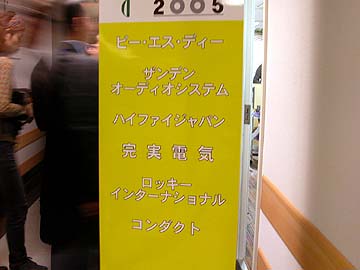 2005
ピー・エス・ディー
サンデン
オーディオシステム
ハイファイジャパン
完実電気
ロッキー
インターナショナル
コンダクト